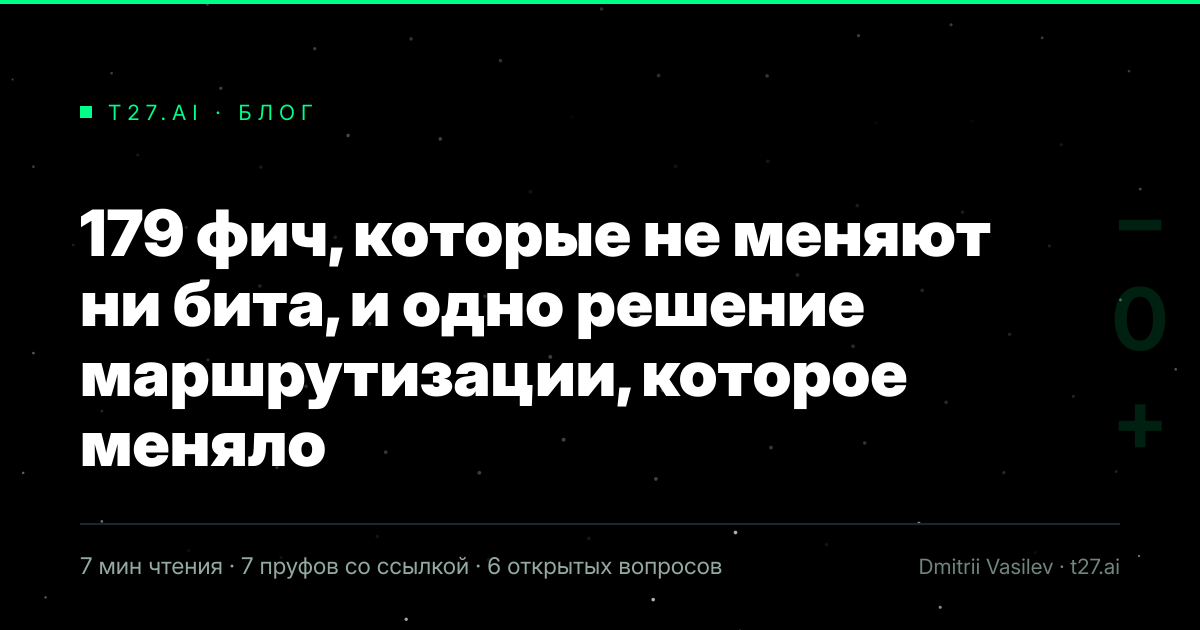 T27.AI · БЛОГ
179 фич, которые не меняют
ни бита, и одно решение
маршрутизации, которое
меняло
−
0
+
7 мин чтения · 7 пруфов со ссылкой · 6 открытых вопросов
Dmitrii Vasilev · t27.ai